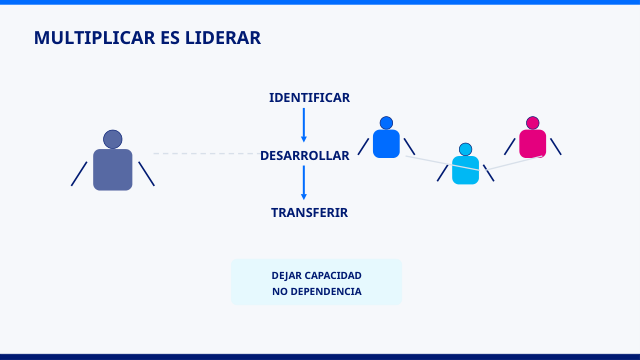 MULTIPLICAR ES LIDERAR
IDENTIFICAR
DESARROLLAR
TRANSFERIR
DEJAR CAPACIDAD
NO DEPENDENCIA